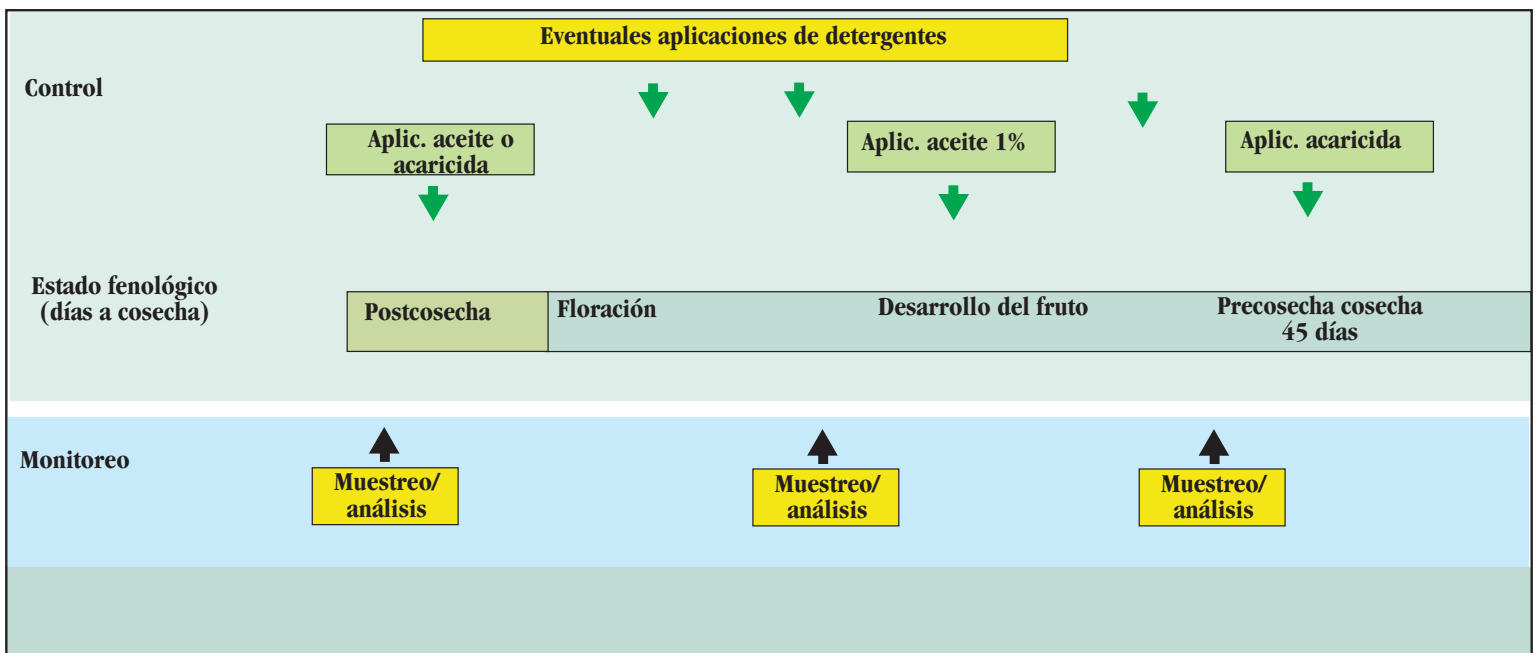 Eventuales aplicaciones de detergentes
Control
Aplic. aceite o
acaricida
Aplic. aceite 1%
Aplic. acaricida
Estado fenológico
(días a cosecha)
Postcosecha
Floración
Desarrollo del fruto
Precosecha cosecha
45 días
Monitoreo
Muestreo/
análisis
Muestreo/
análisis
Muestreo/
análisis